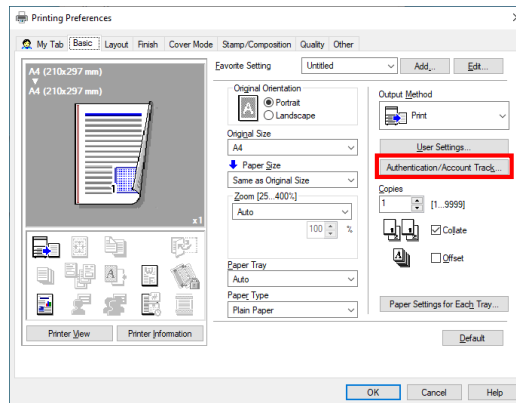 Printing Preferences
My Tab Basic Layout Finish Cover Mode Stamp/Composition Quality Other
A4 (210x297 mm)
A4 (210x297 mm)
1
x1
Printer View Printer Information
Favorite Setting Untitled Add... Edit...
Original Orientation
A
Portrait
Landscape
Original Size
A4
Paper Size
Same as Original Size
Zoom [25...400%]
Auto
100 %
Paper Tray
Auto
Paper Type
Plain Paper
Output Method
Print
User Settings...
Authentication/Account Track...
Copies
1 [1...9999]
Collate
Offset
Paper Settings for Each Tray...
Default
OK Cancel Help